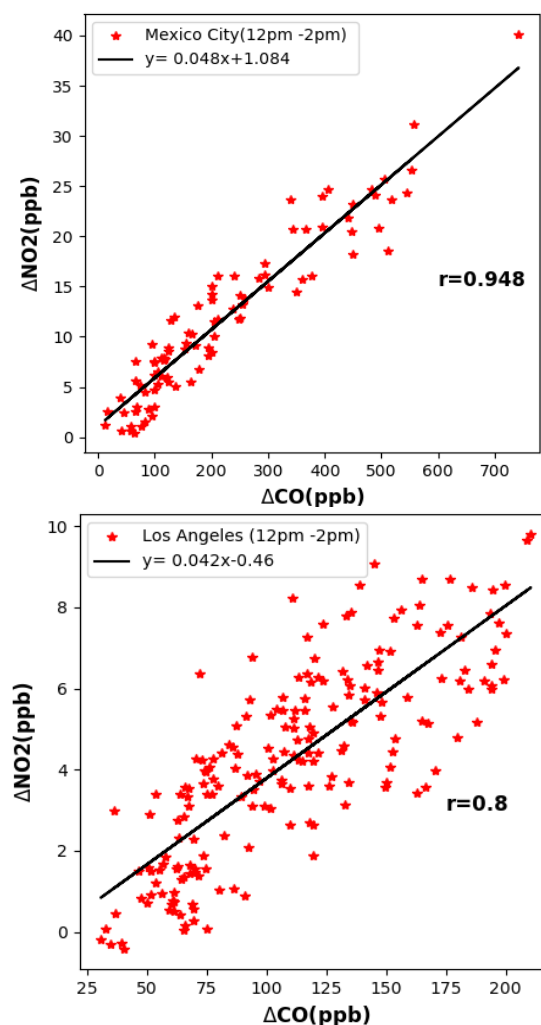 Mexico City(12pm -2pm)
y= 0.048x+1.084
40
35
30
25
20
15
10
5
0
ΔNO2(ppb)
r=0.948
0 100 200 300 400 500 600 700
ΔCO(ppb)
Los Angeles (12pm -2pm)
y= 0.042x-0.46
10
8
6
4
2
0
ΔNO2(ppb)
r=0.8
25 50 75 100 125 150 175 200
ΔCO(ppb)